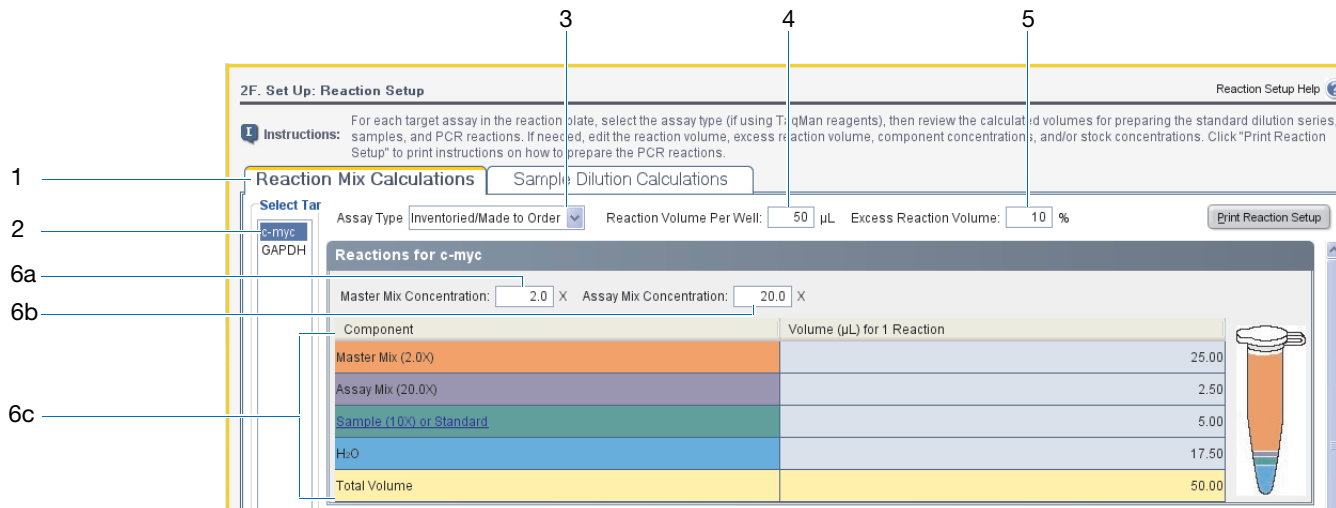 3 4 5
2F. Set Up: Reaction Setup Reaction Setup Help
Instructions: For each target assay in the reaction plate, select the assay type (if using TaqMan reagents), then review the calculated volumes for preparing the standard dilution series,
samples, and PCR reactions. If needed, edit the reaction volume, excess reaction volume, component concentrations, and/or stock concentrations. Click "Print Reaction
Setup" to print instructions on how to prepare the PCR reactions.
1 Reaction Mix Calculations Sample Dilution Calculations
Select Tar
Assay Type Inventoried/Made to Order Reaction Volume Per Well: 50 µL Excess Reaction Volume: 10 % Print Reaction Setup
2 c-myc
GAPDH Reactions for c-myc
6a
Master Mix Concentration: 2.0 X Assay Mix Concentration: 20.0 X
6b
Component Volume (µL) for 1 Reaction
Master Mix (2.0X) 25.00
Assay Mix (20.0X) 2.50
6c Sample (10X) or Standard 5.00
H₂O 17.50
Total Volume 50.00